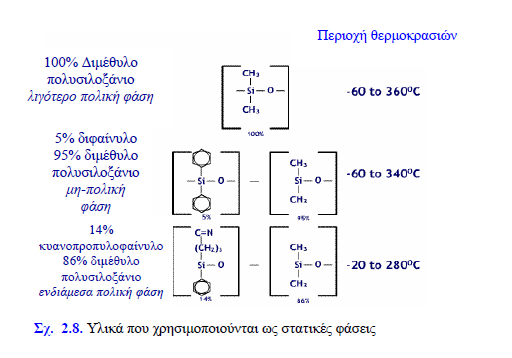 Περιοχή θερμοκρασιών
100% Διμέθυλο
πολυσιλοξάνιο
λιγότερο πολική φάση
CH3
Si
O
CH3
100%
-60 to 360⁰C
5% διφαίνυλο
95% διμέθυλο
πολυσιλοξάνιο
μη-πολική
φάση
Si
O
5%
CH3
Si
O
CH2
95%
-60 to 340⁰C
14%
κυανοπροπυλοφαίνυλο
86% διμέθυλο
πολυσιλοξάνιο
ενδιάμεσα πολική φάση
C=N
(CH2)3
Si
O
14%
CH3
Si
O
CH2
86%
-20 to 280⁰C
Σχ. 2.8. Υλικά που χρησιμοποιούνται ως στατικές φάσεις